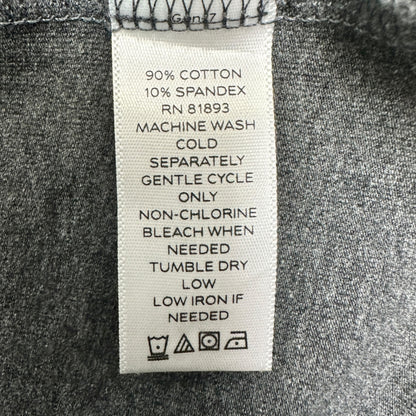 90% COTTON
10% SPANDEX
RN 81893
MACHINE WASH
COLD
SEPARATELY
GENTLE CYCLE
ONLY
NON-CHLORINE
BLEACH WHEN
NEEDED
TUMBLE DRY
LOW
LOW IRON IF
NEEDED